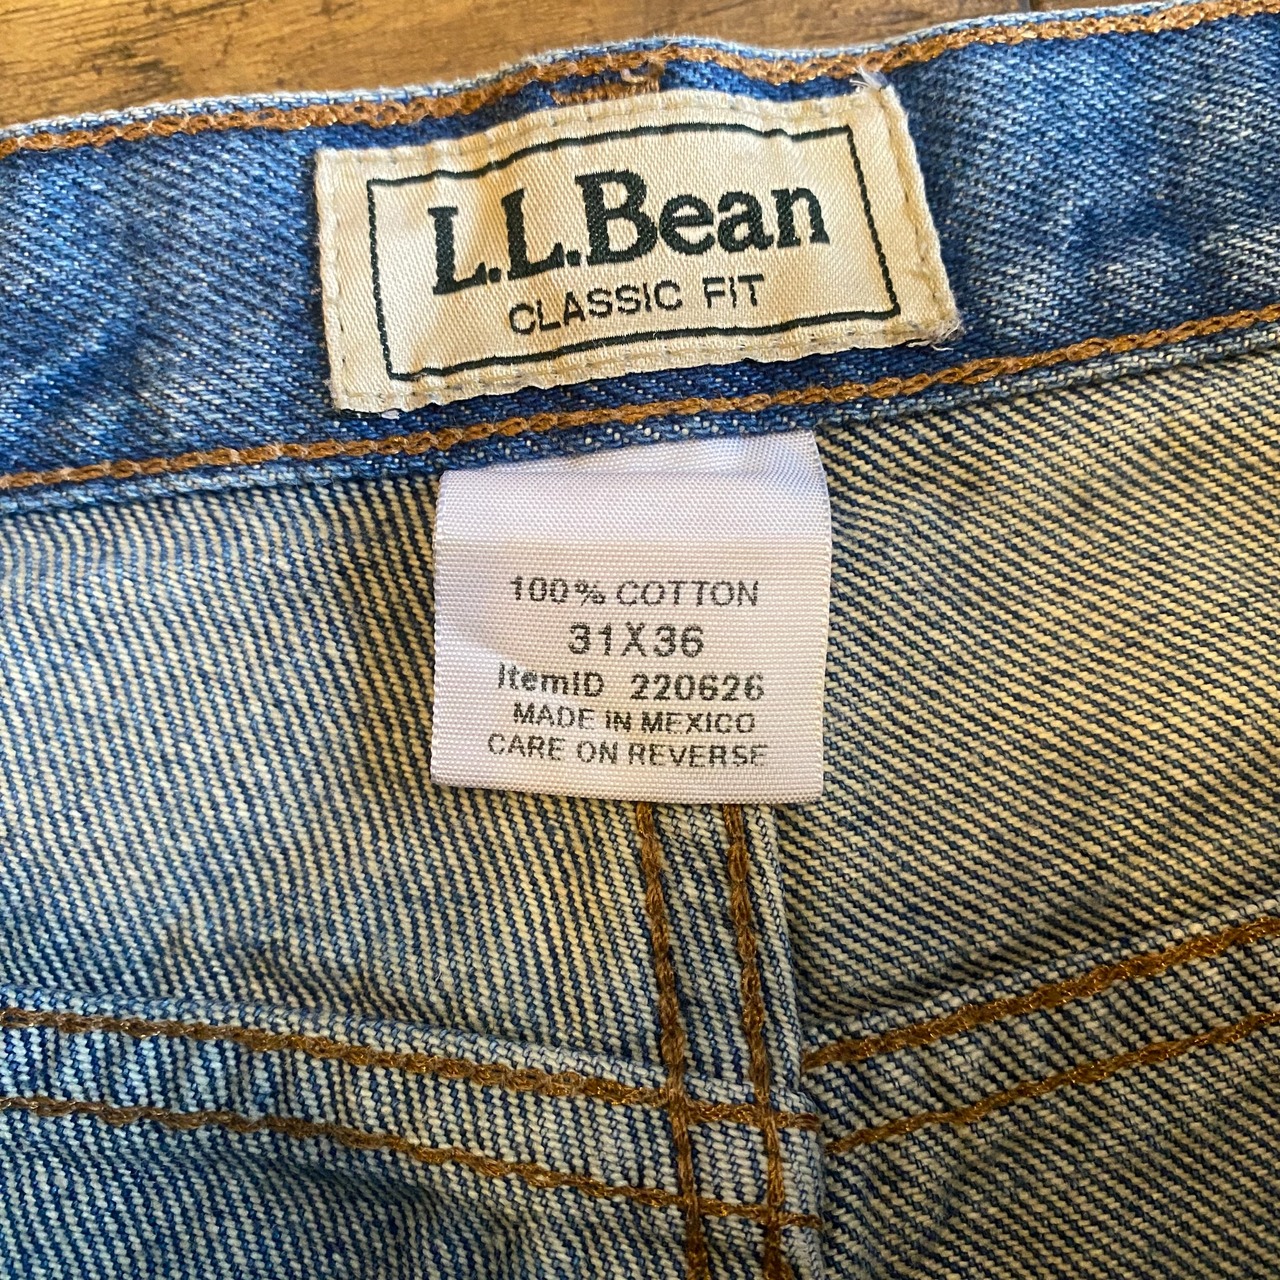 L.L.Bean
CLASSIC FIT
100% COTTON
31X36
ItemID 220626
MADE IN MEXICO
CARE ON REVERSE